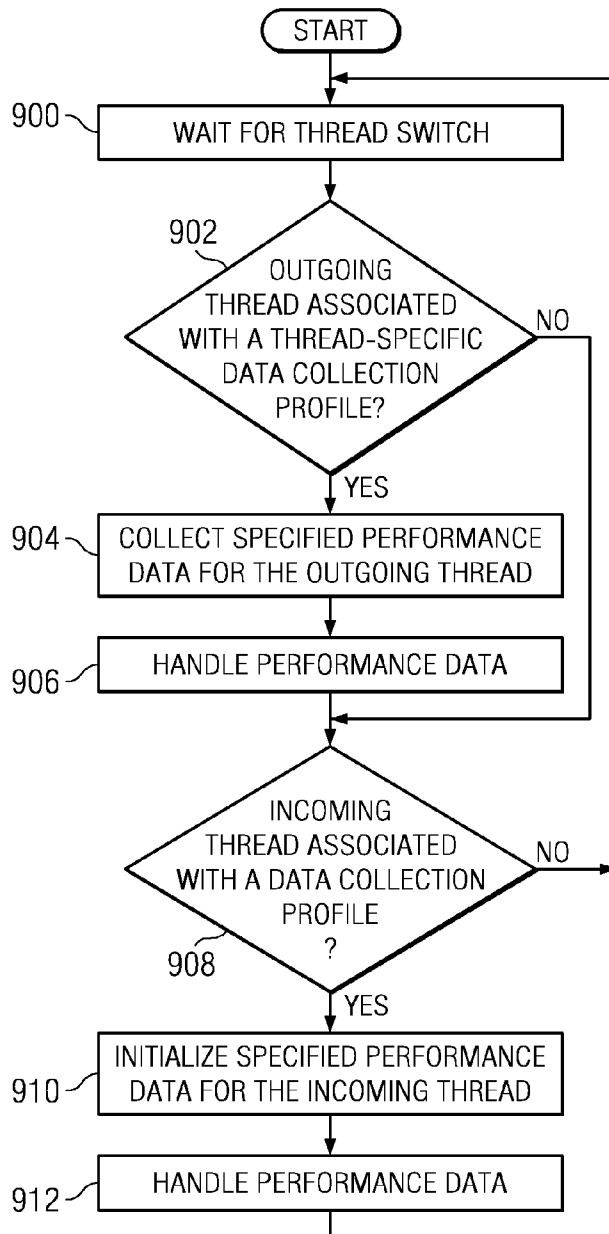 START
900
WAIT FOR THREAD SWITCH
902
OUTGOING
THREAD ASSOCIATED
WITH A THREAD-SPECIFIC
DATA COLLECTION
PROFILE?
NO
YES
904
COLLECT SPECIFIED PERFORMANCE
DATA FOR THE OUTGOING THREAD
906
HANDLE PERFORMANCE DATA
INCOMING
THREAD ASSOCIATED
WITH A DATA COLLECTION
PROFILE
?
NO
908
YES
910
INITIALIZE SPECIFIED PERFORMANCE
DATA FOR THE INCOMING THREAD
912
HANDLE PERFORMANCE DATA